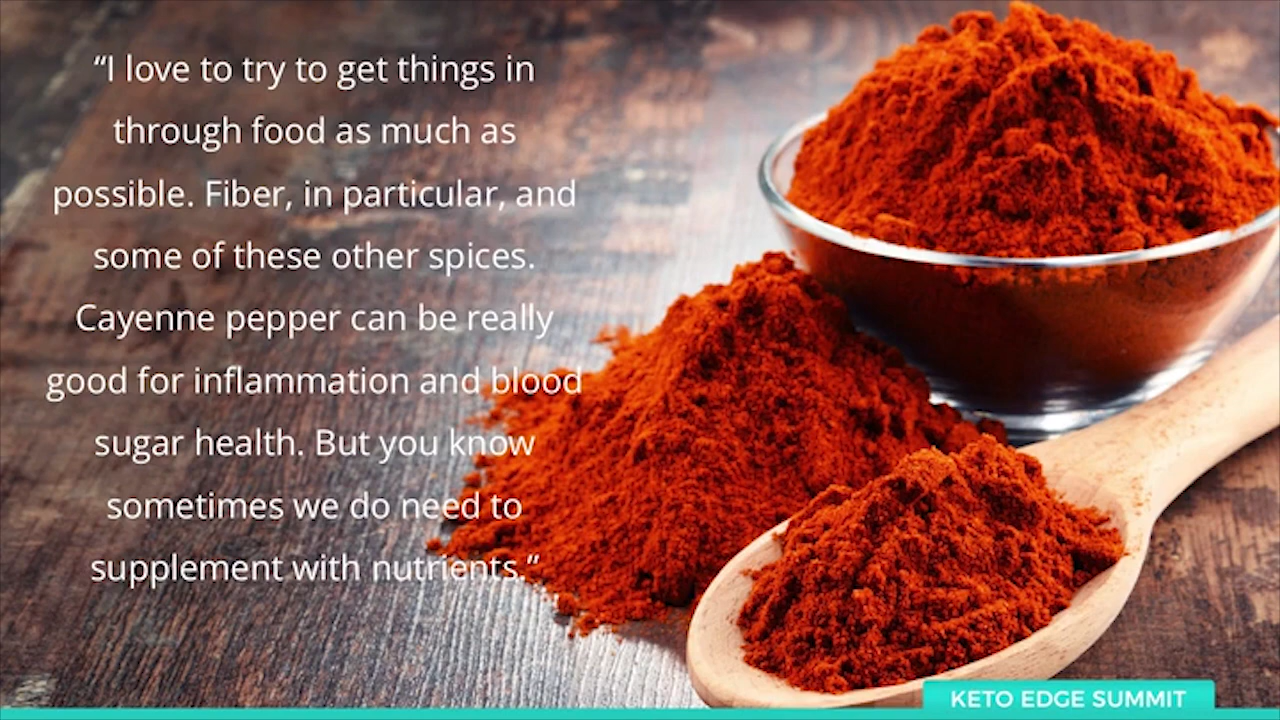 “I love to try to get things in
through food as much as
possible. Fiber, in particular, and
some of these other spices.
Cayenne pepper can be really
good for inflammation and blood
sugar health. But you know
sometimes we do need to
supplement with nutrients.”
KETO EDGE SUMMIT